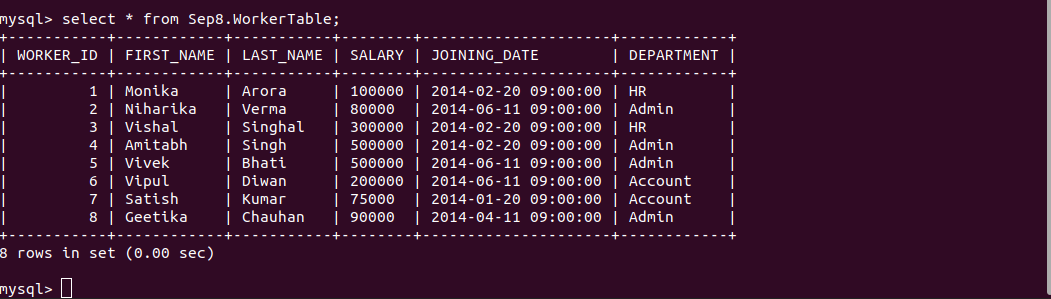 mysql> select * from Sep8.WorkerTable;
+-----------+------------+-----------+--------+---------------------+------------+
| WORKER_ID | FIRST_NAME | LAST_NAME | SALARY | JOINING_DATE        | DEPARTMENT |
+-----------+------------+-----------+--------+---------------------+------------+
|         1 | Monika     | Arora     | 100000 | 2014-02-20 09:00:00 | HR         |
|         2 | Niharika   | Verma     | 80000  | 2014-06-11 09:00:00 | Admin      |
|         3 | Vishal     | Singhal   | 300000 | 2014-02-20 09:00:00 | HR         |
|         4 | Amitabh    | Singh     | 500000 | 2014-02-20 09:00:00 | Admin      |
|         5 | Vivek      | Bhati     | 500000 | 2014-06-11 09:00:00 | Admin      |
|         6 | Vipul      | Diwan     | 200000 | 2014-06-11 09:00:00 | Account    |
|         7 | Satish     | Kumar     | 75000  | 2014-01-20 09:00:00 | Account    |
|         8 | Geetika    | Chauhan   | 90000  | 2014-04-11 09:00:00 | Admin      |
+-----------+------------+-----------+--------+---------------------+------------+
8 rows in set (0.00 sec)
mysql>